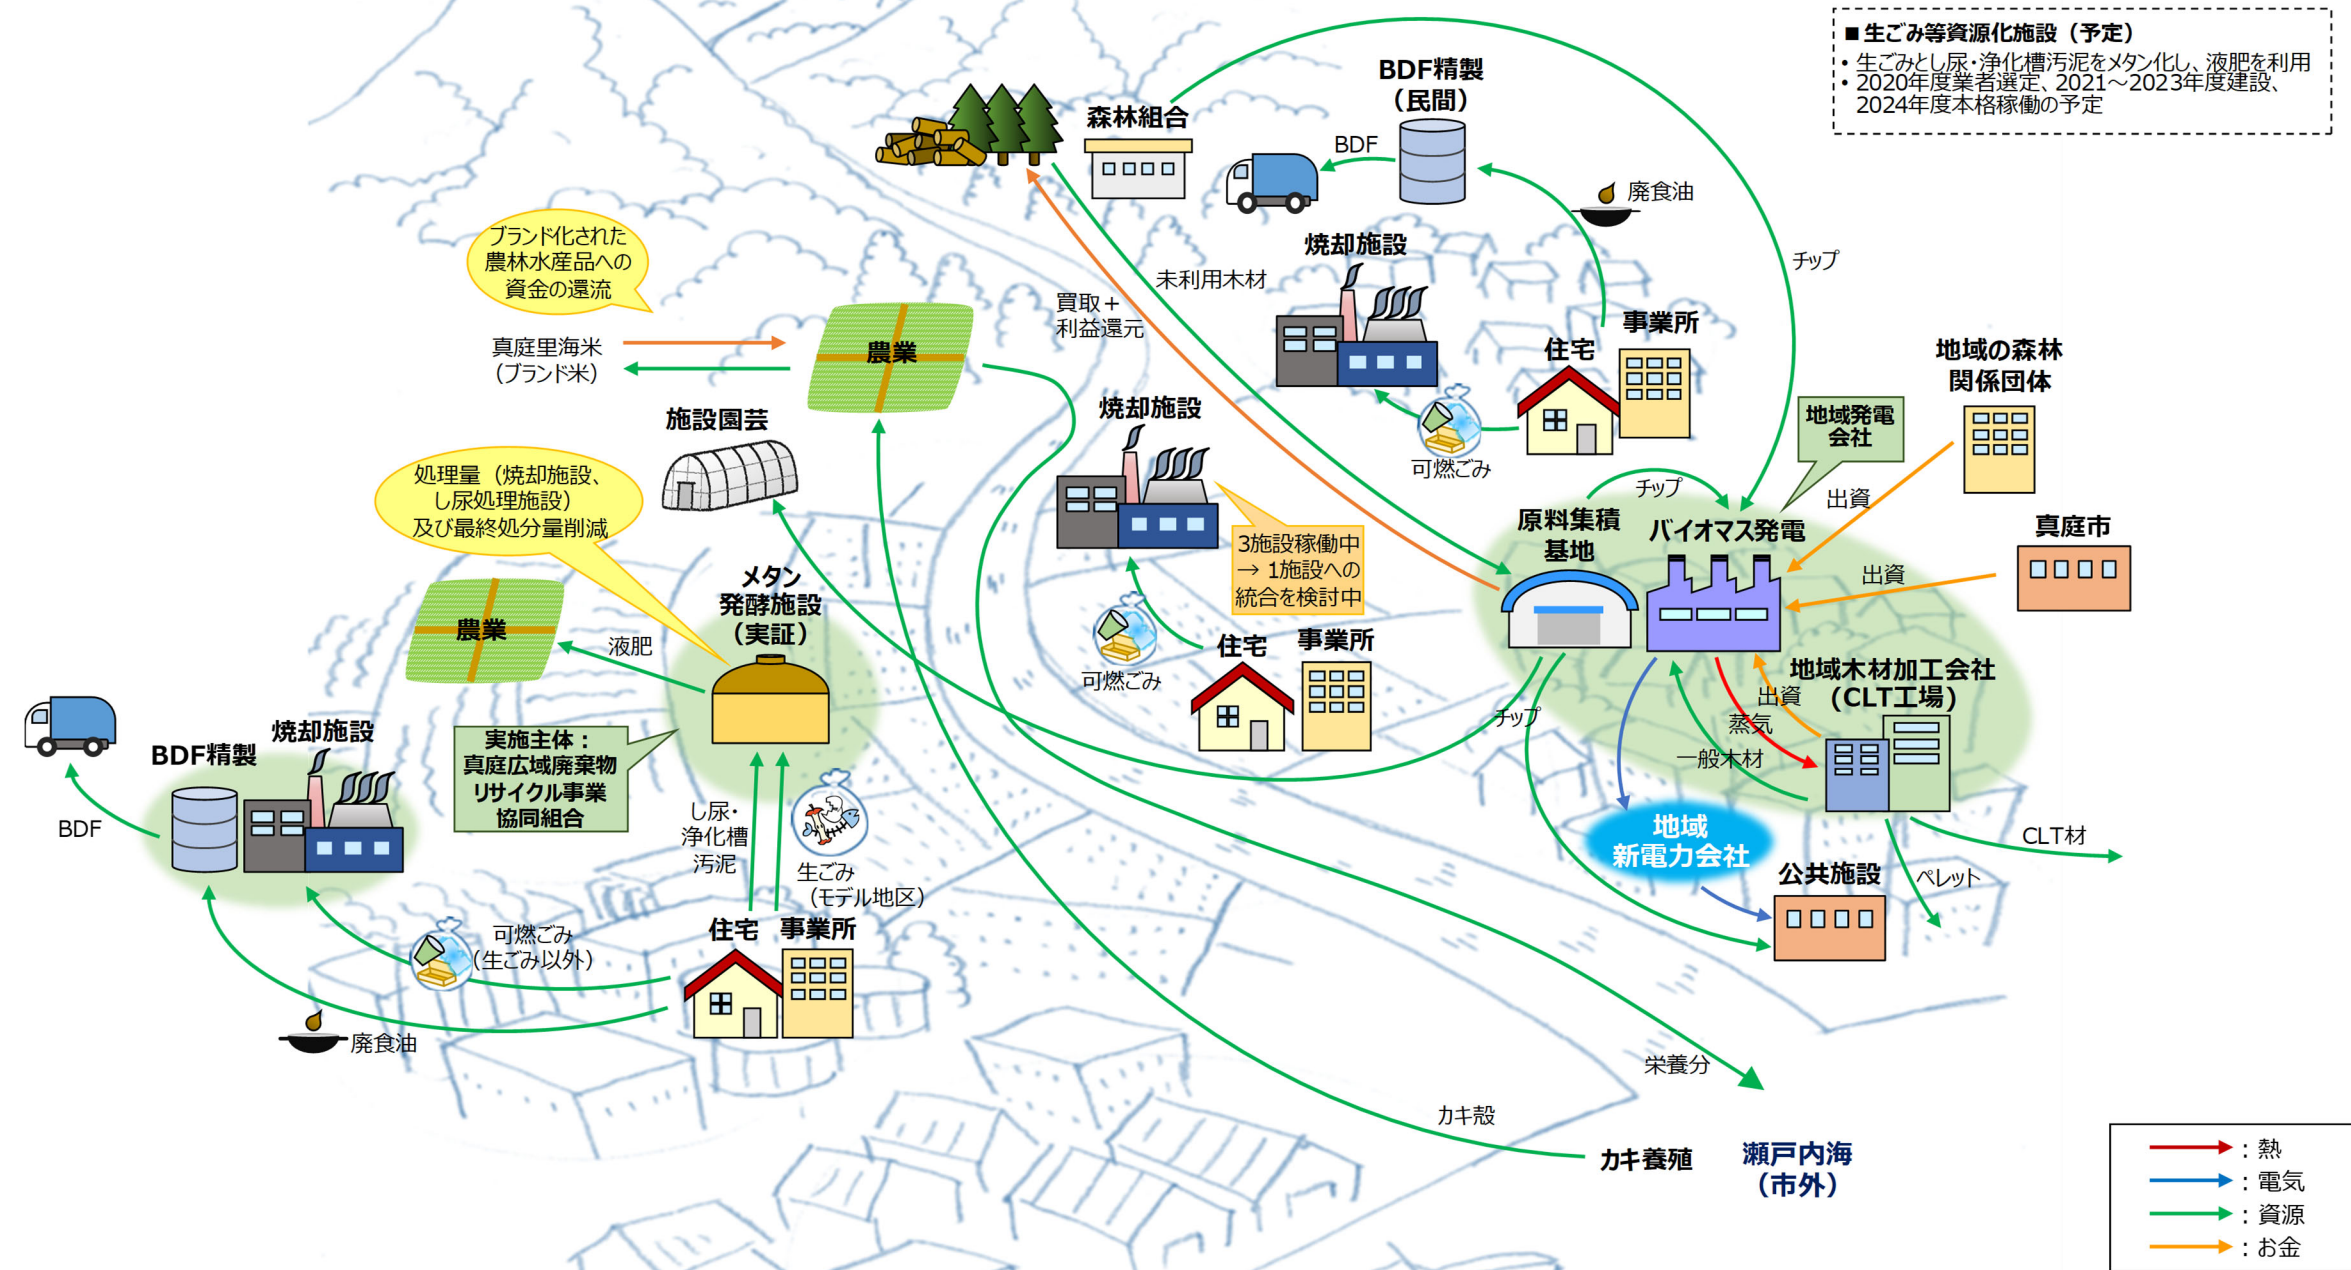 ■生ごみ等資源化施設（予定）
・生ごみとし尿・浄化槽汚泥をメタン化し、液肥を利用
・2020年度業者選定、2021～2023年度建設、
2024年度本格稼働の予定
BDF精製
（民間）
森林組合
BDF
廃食油
焼却施設
チップ
未利用木材
買取＋
利益還元
ブランド化された
農林水産品への
資金の還流
真庭里海米
（ブランド米）
農業
事業所
住宅
可燃ごみ
地域の森林
関係団体
地域発電
会社
出資
真庭市
出資
施設園芸
焼却施設
3施設稼働中
→ 1施設への
統合を検討中
チップ
原料集積
基地
バイオマス発電
処理量（焼却施設、
し尿処理施設）
及び最終処分量削減
メタン
発酵施設
（実証）
農業
液肥
可燃ごみ
住宅
事業所
チップ
地域木材加工会社
（CLT工場）
出資
蒸気
一般木材
実施主体：
真庭広域廃棄物
リサイクル事業
協同組合
焼却施設
BDF精製
BDF
し尿・
浄化槽
汚泥
生ごみ
（モデル地区）
地域
新電力会社
公共施設
CLT材
ペレット
可燃ごみ
（生ごみ以外）
住宅
事業所
廃食油
栄養分
カキ殻
カキ養殖
瀬戸内海
（市外）
：熱
：電気
：資源
：お金